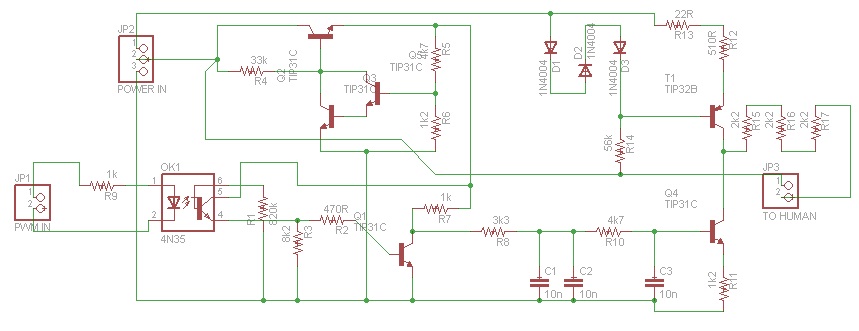 JP2
1
2
3
POWER IN
33k
R4
Q2
TIP31C
Q3
TIP31C
Q5
TIP31C
4k7
R5
1k2
R6
1N4004
D1
D2
1N4004
1N4004
D3
22R
R13
510R
R12
T1
TIP32B
56k
R14
2k2
R15
2k2
R16
2k2
R17
JP1
1
2
PWM IN
1k
R9
OK1
1
2
6
5
4
4N35
R1
820k
8k2
R3
470R
R2
Q1
TIP31C
1k
R7
3k3
R8
C1
10n
C2
10n
4k7
R10
C3
10n
Q4
TIP31C
1k2
R11
JP3
1
2
TO HUMAN